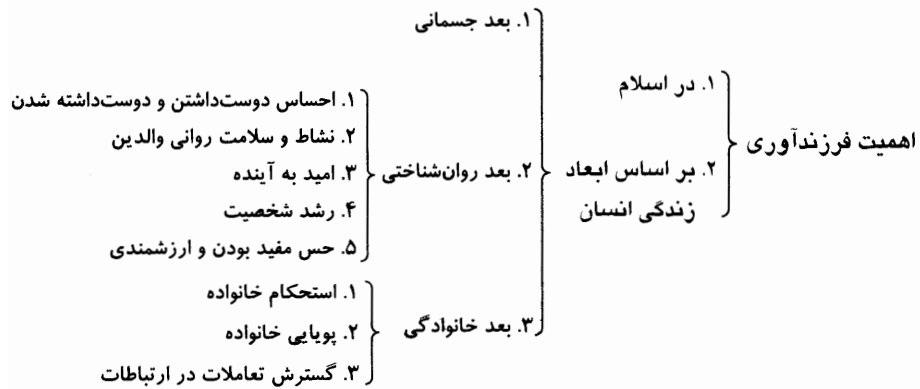 اهمیت فرزندآوری
۱. در اسلام
۲. بر اساس ابعاد
زندگی انسان
۱. بعد جسمانی
۲. بعد روان‌شناختی
۱. احساس دوست‌داشتن و دوست‌داشته شدن
۲. نشاط و سلامت روانی والدین
۳. امید به آینده
۴. رشد شخصیت
۵. حس مفید بودن و ارزشمندی
۳. بعد خانوادگی
۱. استحکام خانواده
۲. پویایی خانواده
۳. گسترش تعاملات در ارتباطات